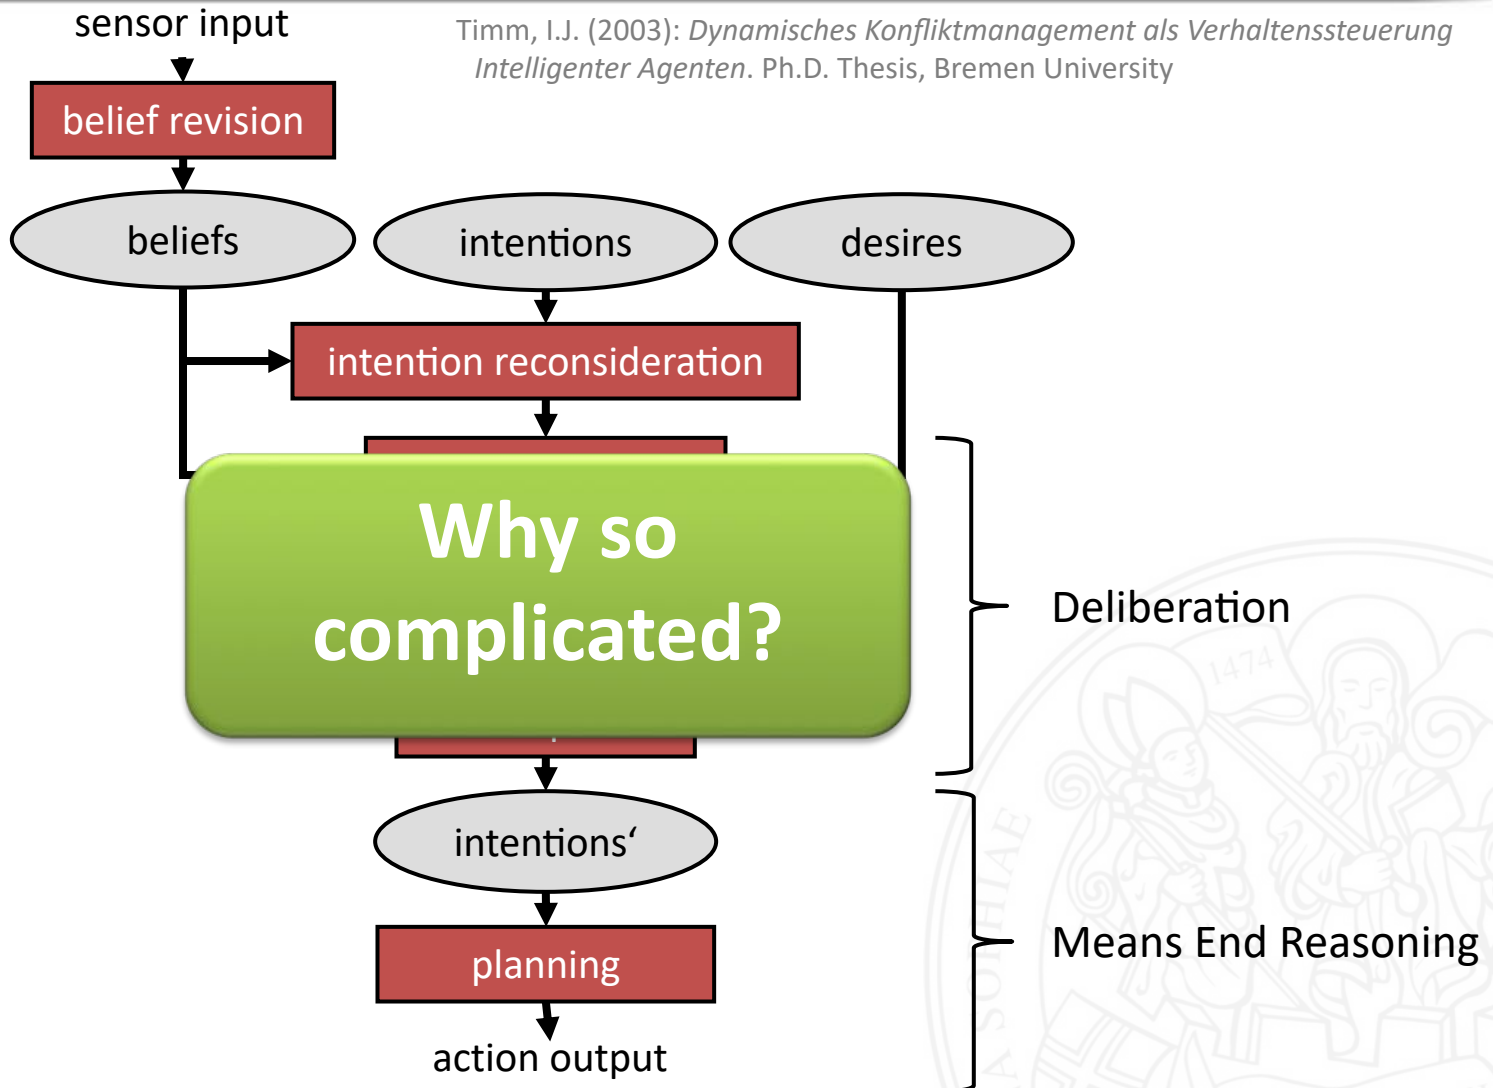 sensor input
Timm, I.J. (2003): Dynamisches Konfliktmanagement als Verhaltenssteuerung
Intelligenter Agenten. Ph.D. Thesis, Bremen University
belief revision
beliefs
intentions
desires
intention reconsideration
Why so
complicated?
Deliberation
1474
intentions‘
planning
Means End Reasoning
action output